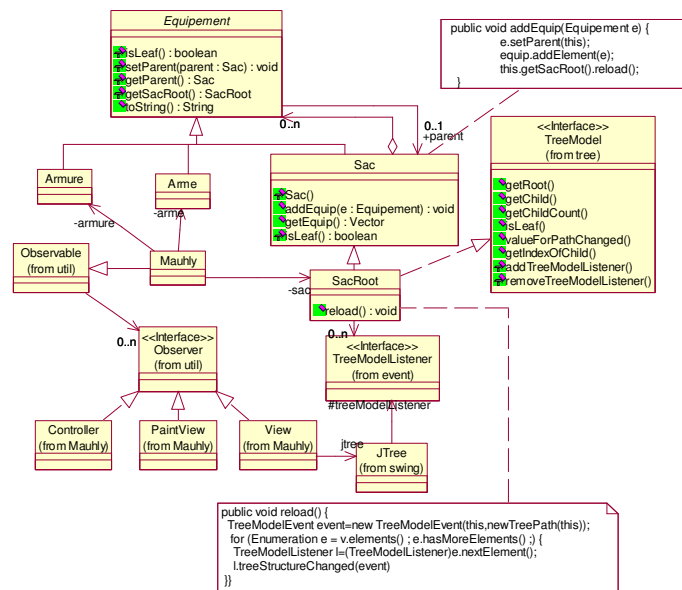 Equipement
isLeaf() : boolean
setParent(parent : Sac) : void
getParent() : Sac
getSacRoot() : SacRoot
toString() : String
public void addEquip(Equipement e) {
e.setParent(this);
equip.addElement(e);
this.getSacRoot().reload();
}
0..n
0..1
+parent
<<Interface>>
TreeModel
(from tree)
getRoot()
getChild()
getChildCount()
isLeaf()
valueForPathChanged()
getIndexOfChild()
addTreeModelListener()
removeTreeModelListener()
Sac
Sac()
addEquip(e : Equipement) : void
getEquip() : Vector
isLeaf() : boolean
Armure
Arme
-armure
-arme
Observable
(from util)
Mauhly
-sac
SacRoot
reload() : void
0..n
0..n
<<Interface>>
Observer
(from util)
<<Interface>>
TreeModelListener
(from event)
#treeModelListener
Controller
(from Mauhly)
PaintView
(from Mauhly)
View
(from Mauhly)
jtree
JTree
(from swing)
public void reload() {
TreeModelEvent event=new TreeModelEvent(this,newTreePath(this));
for (Enumeration e = v.elements() ; e.hasMoreElements() ;) {
TreeModelListener l=(TreeModelListener)e.nextElement();
l.treeStructureChanged(event)
}}